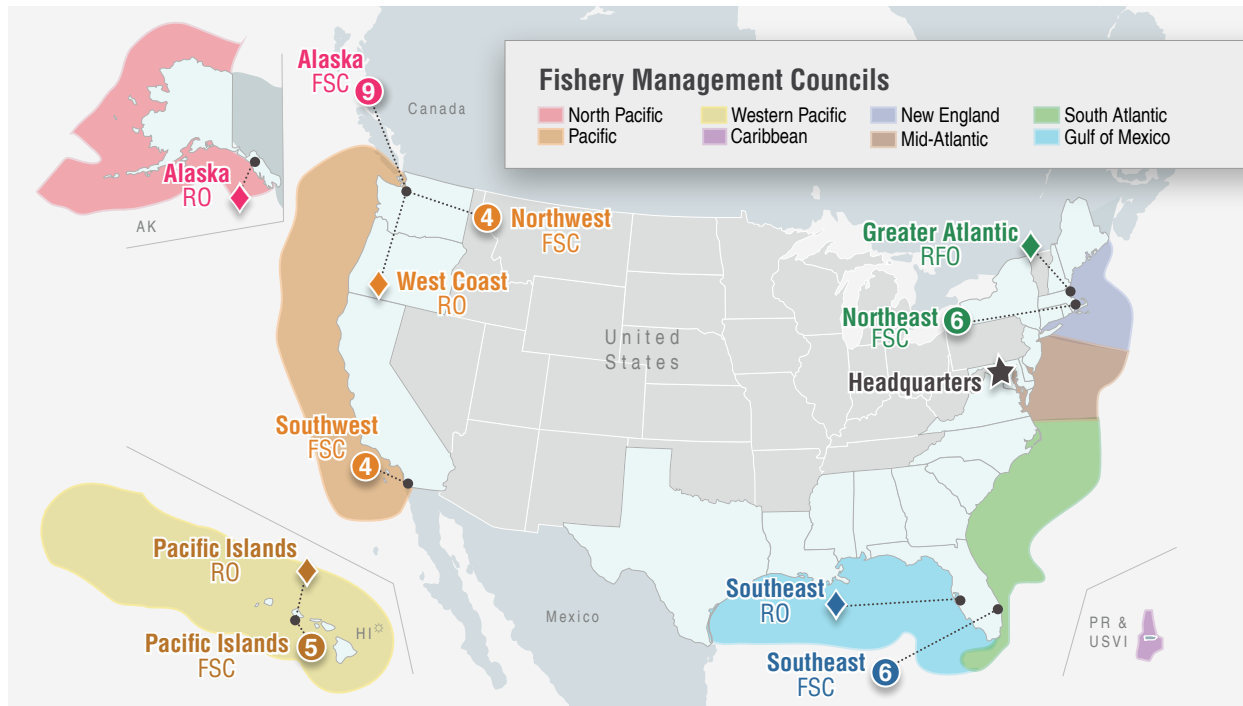 Fishery Management Councils
North Pacific
Western Pacific
New England
South Atlantic
Pacific
Caribbean
Mid-Atlantic
Gulf of Mexico
Alaska
FSC
9
Canada
Alaska
RO
AK
4
Northwest
FSC
West Coast
RO
Greater Atlantic
RFO
Northeast
FSC
6
United
States
Headquarters
Southwest
FSC
4
Pacific Islands
RO
HI
Pacific Islands
FSC
5
Mexico
Southeast
RO
Southeast
FSC
6
PR &
USVI